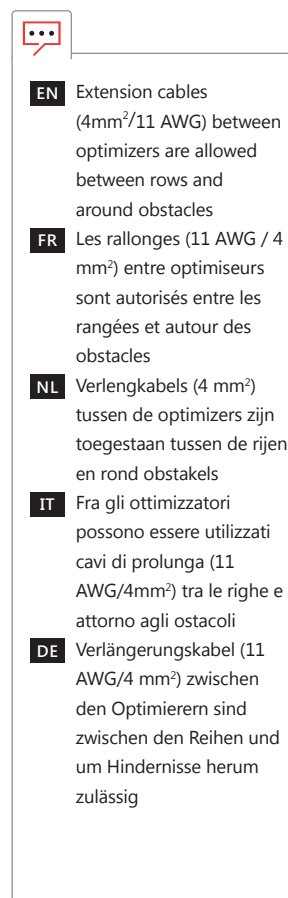 EN Extension cables
(4mm²/11 AWG) between
optimizers are allowed
between rows and
around obstacles
FR Les rallonges (11 AWG / 4
mm²) entre optimiseurs
sont autorisés entre les
rangées et autour des
obstacles
NL Verlengkabels (4 mm²)
tussen de optimizers zijn
toegestaan tussen de rijen
en rond obstakels
IT Fra gli ottimizzatori
possono essere utilizzati
cavi di prolunga (11
AWG/4mm²) tra le righe e
attorno agli ostacoli
DE Verlängerungskabel (11
AWG/4 mm²) zwischen
den Optimierern sind
zwischen den Reihen und
um Hindernisse herum
zulässig